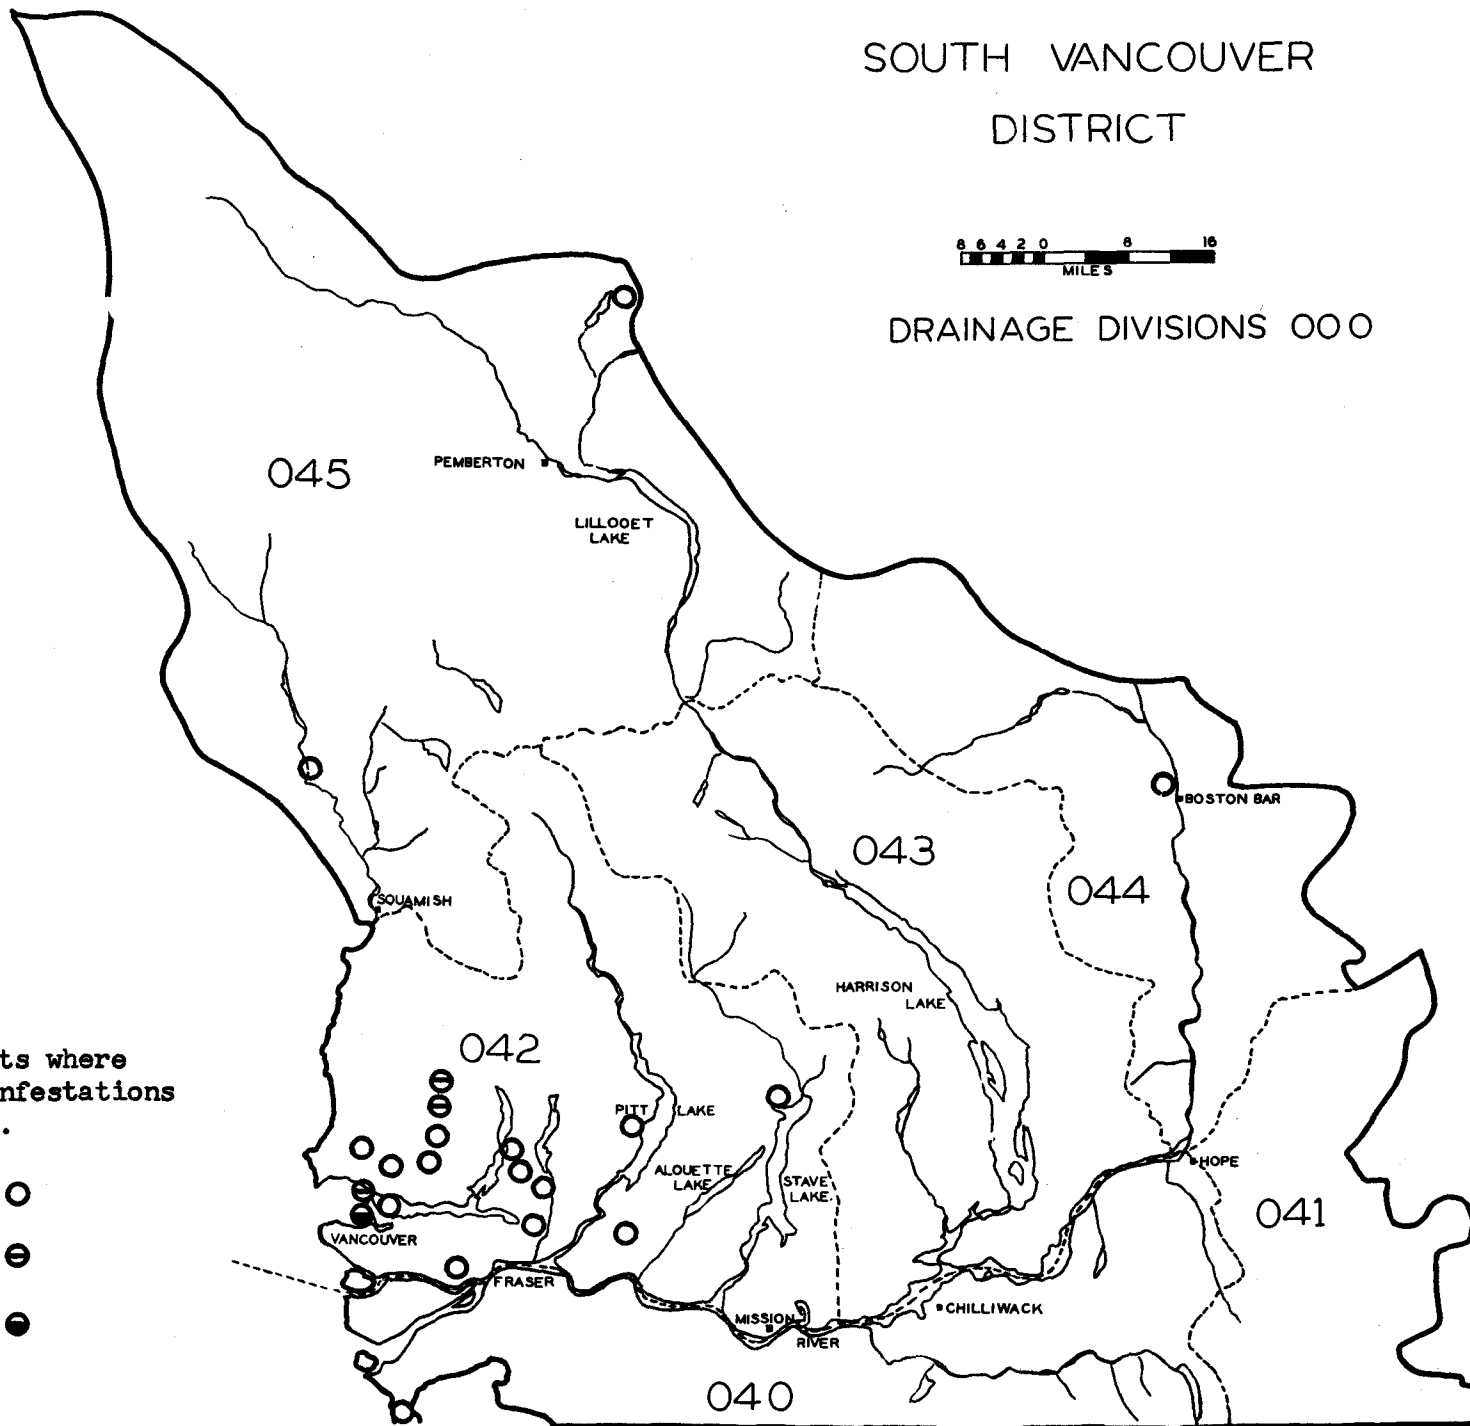 SOUTH VANCOUVER
DISTRICT
8 6 4 2 0 8 16
MILES
DRAINAGE DIVISIONS 000
045
PEMBERTON
LILLOOET
LAKE
BOSTON BAR
043
044
SQUAMISH
HARRISON
LAKE
042
ts where
nfestations
.
PITT LAKE
ALOUETTE
LAKE
STAVE
LAKE
HOPE
041
VANCOUVER
FRASER
CHILLIWACK
MISSION
RIVER
040